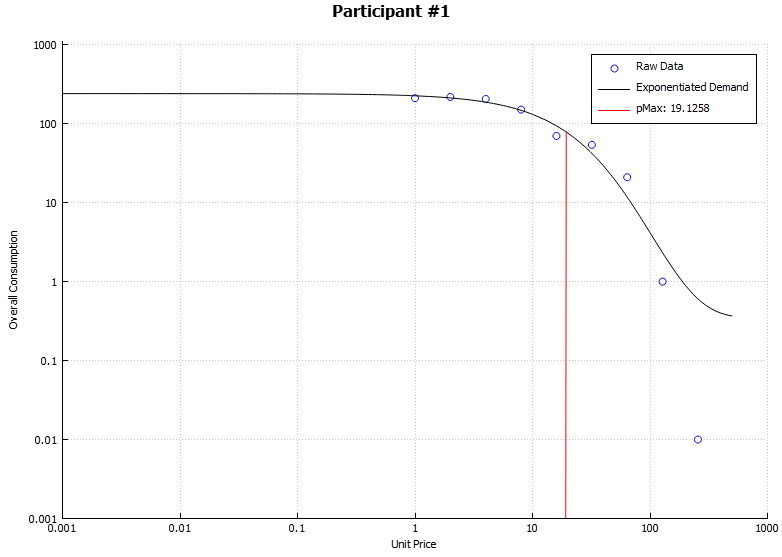 Participant #1
Raw Data
Exponentiated Demand
pMax: 19.1258
Overall Consumption
1000
100
10
1
0.1
0.01
0.001
0.001 0.01 0.1 1 10 100 1000
Unit Price